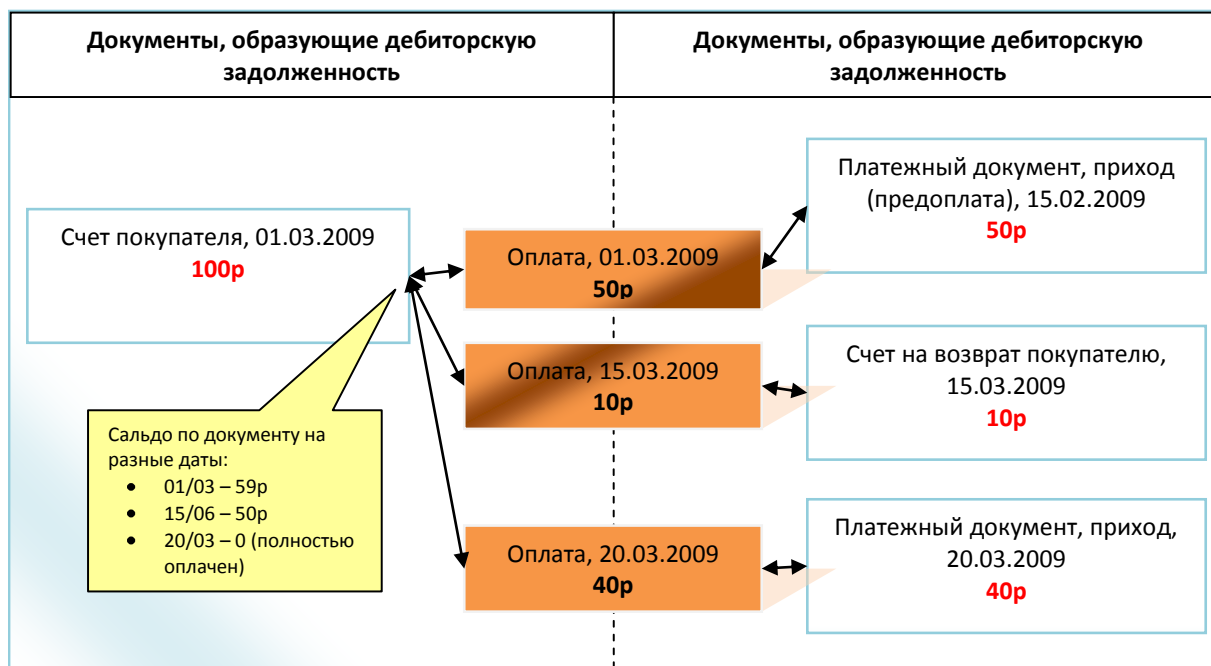 Документы, образующие дебиторскую
задолженность
Документы, образующие дебиторскую
задолженность
Счет покупателя, 01.03.2009
100р
Оплата, 01.03.2009
50р
Платежный документ, приход
(предоплата), 15.02.2009
50р
Оплата, 15.03.2009
10р
Счет на возврат покупателю,
15.03.2009
10р
Сальдо по документу на
разные даты:
• 01/03 – 59р
• 15/06 – 50р
• 20/03 – 0 (полностью
оплачен)
Оплата, 20.03.2009
40р
Платежный документ, приход,
20.03.2009
40р